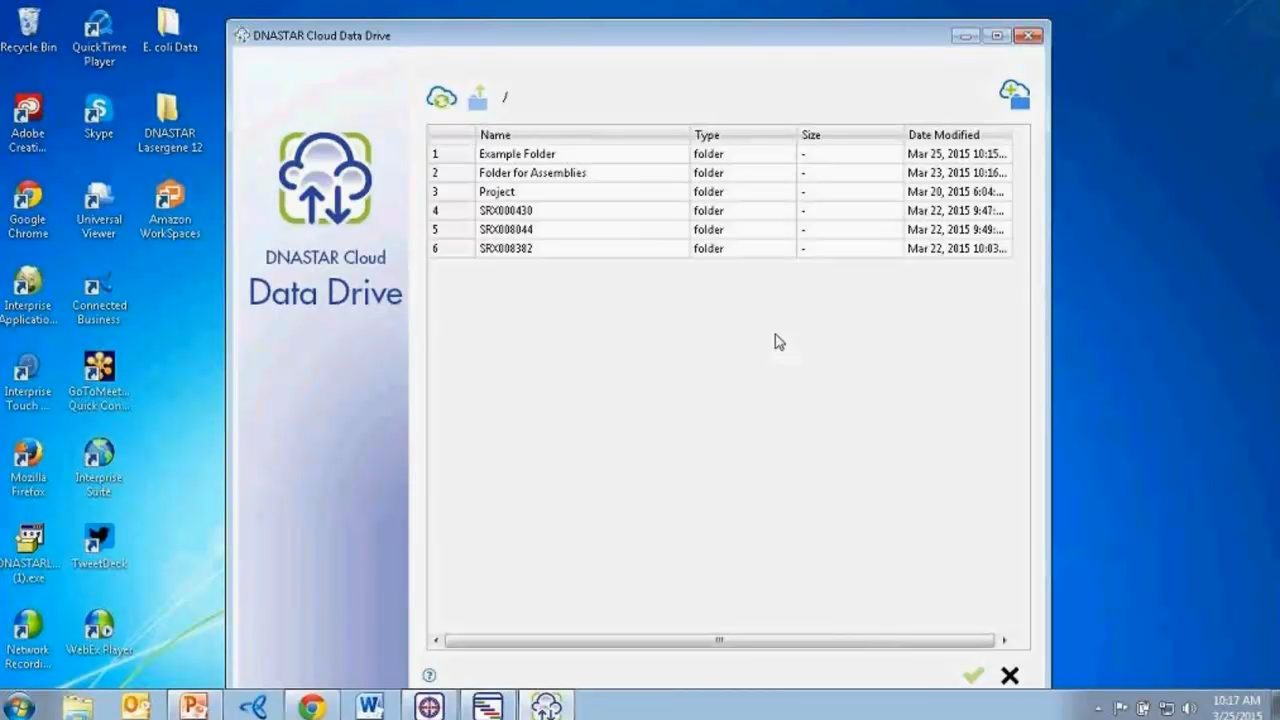 DNASTAR Cloud Data Drive
/
Name Type Size Date Modified
1 Example Folder folder - Mar 25, 2015 10:15...
2 Folder for Assemblies folder - Mar 23, 2015 10:16...
3 Project folder - Mar 20, 2015 6:04:...
4 SRX000430 folder - Mar 22, 2015 9:47:...
5 SRX008044 folder - Mar 22, 2015 9:49:...
6 SRX008382 folder - Mar 22, 2015 10:03...
DNASTAR Cloud
Data Drive
Recycle Bin
QuickTime
Player
E. coli Data
Adobe
Creati...
Skype
DNASTAR
Lasergene 12
Google
Chrome
Universal
Viewer
Amazon
WorkSpaces
Interprise
Applicatio...
Connected
Business
Interprise
Touch ...
GoToMeet...
Quick Con...
Mozilla
Firefox
Interprise
Suite
DNASTARL...
(1).exe
TweetDeck
Network
Recordi...
WebEx Player
10:17 AM
3/25/2015